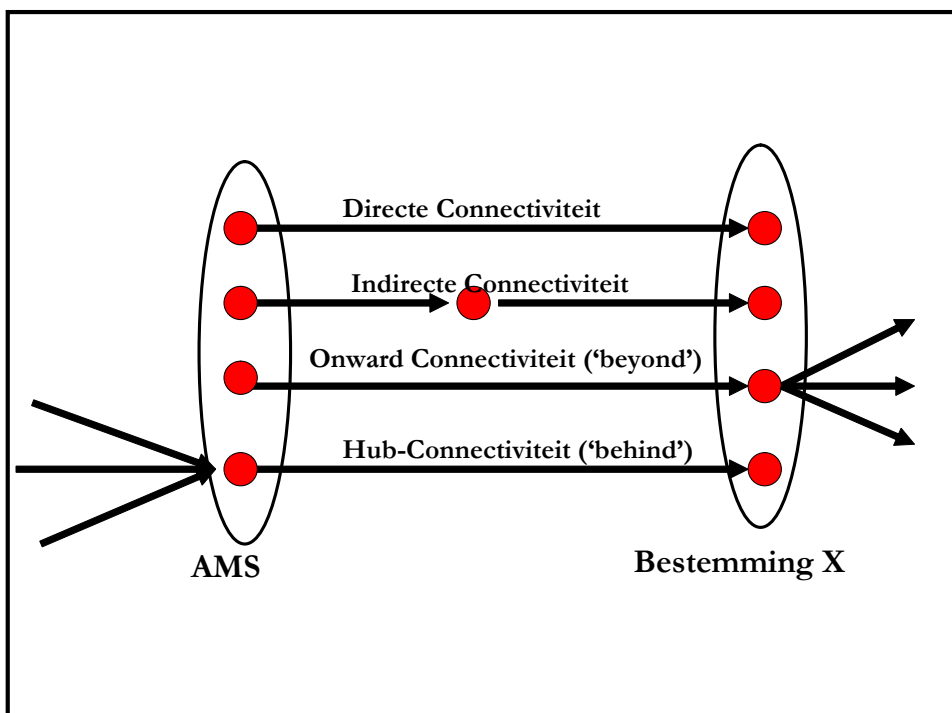 Directe Connectiviteit
Indirecte Connectiviteit
Onward Connectiviteit (‘beyond’)
Hub-Connectiviteit (‘behind’)
AMS
Bestemming X